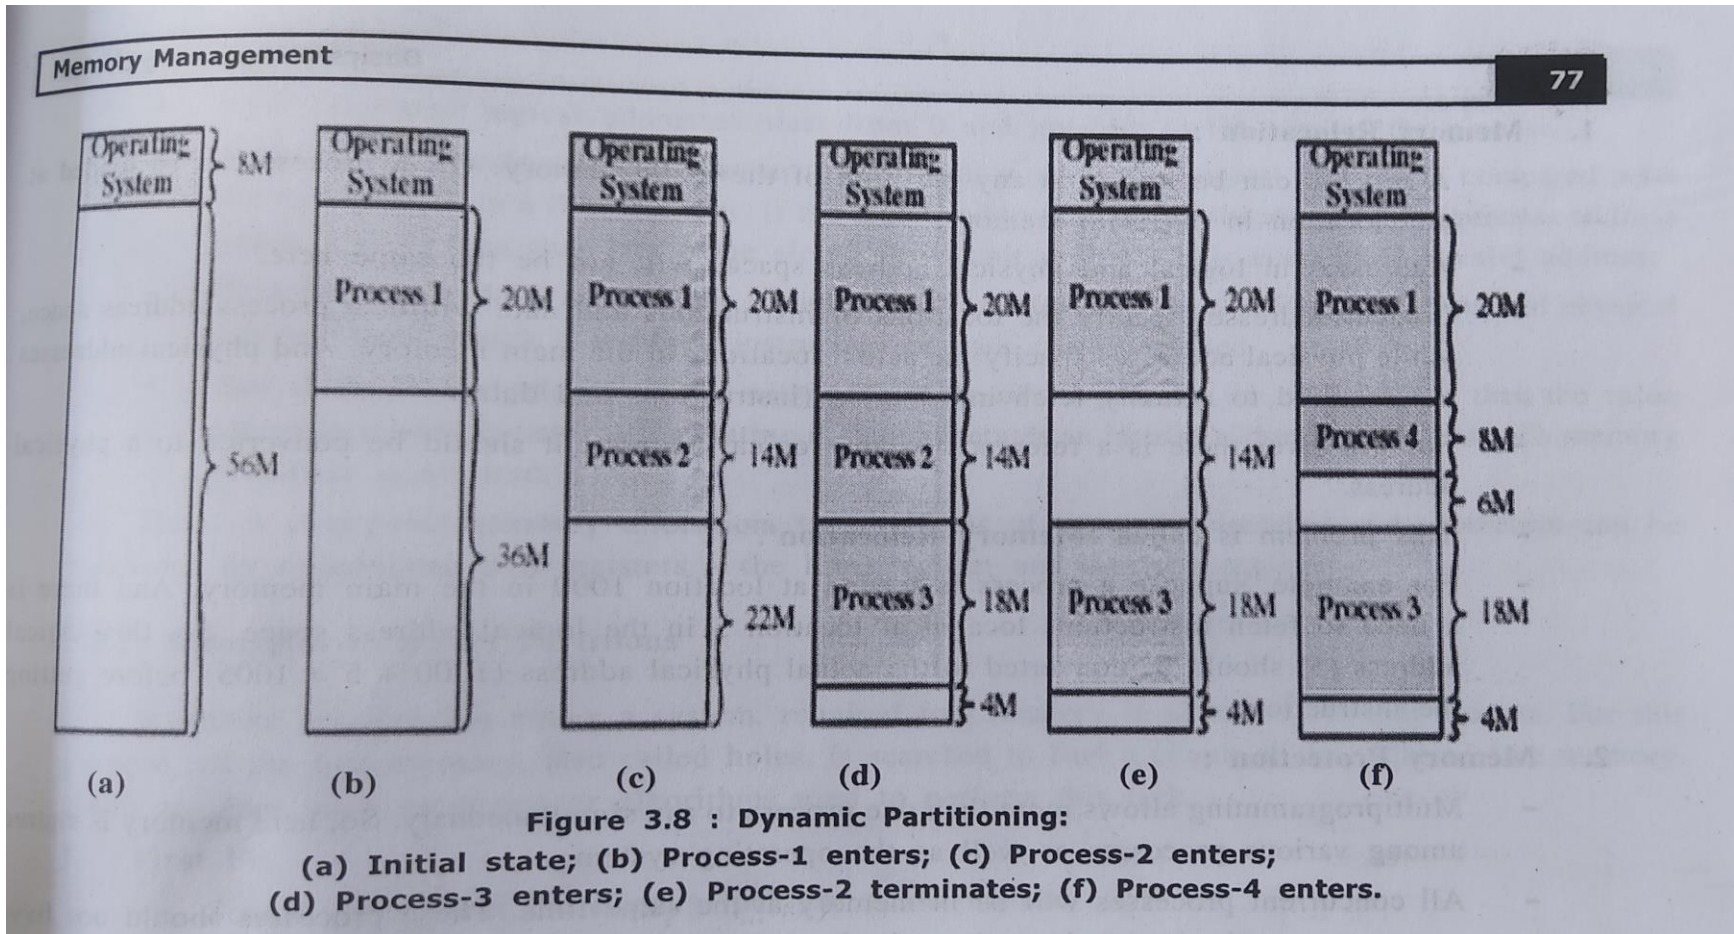 Memory Management
77
Operating
System
8M
56M
(a)
Operating
System
Process 1
20M
36M
(b)
Operating
System
Process 1
20M
Process 2
14M
22M
(c)
Operating
System
Process 1
20M
Process 2
14M
Process 3
18M
4M
(d)
Operating
System
Process 1
20M
14M
Process 3
18M
4M
(e)
Operating
System
Process 1
20M
Process 4
8M
6M
Process 3
18M
4M
(f)
Figure 3.8 : Dynamic Partitioning:
(a) Initial state; (b) Process-1 enters; (c) Process-2 enters;
(d) Process-3 enters; (e) Process-2 terminates; (f) Process-4 enters.